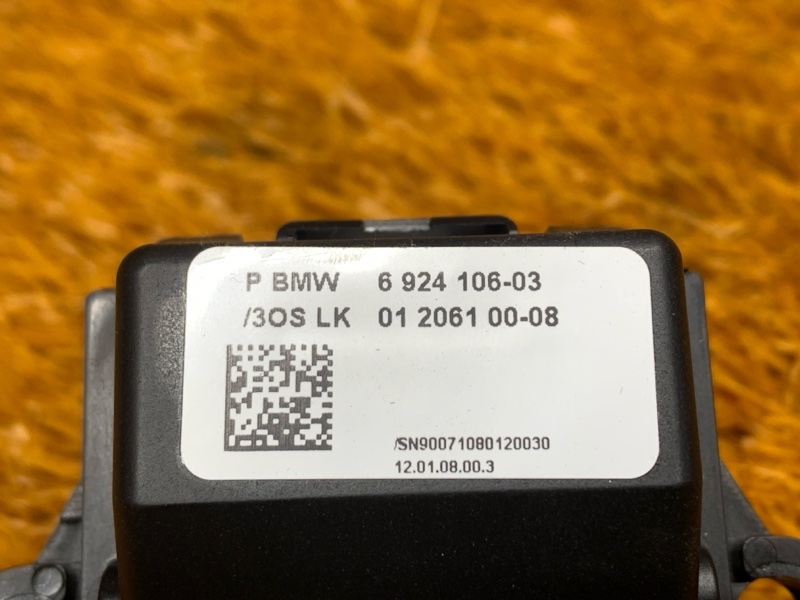 P BMW 6 924 106-03
/3OS LK 01 2061 00-08
/SN90071080120030
12.01.08.00.3